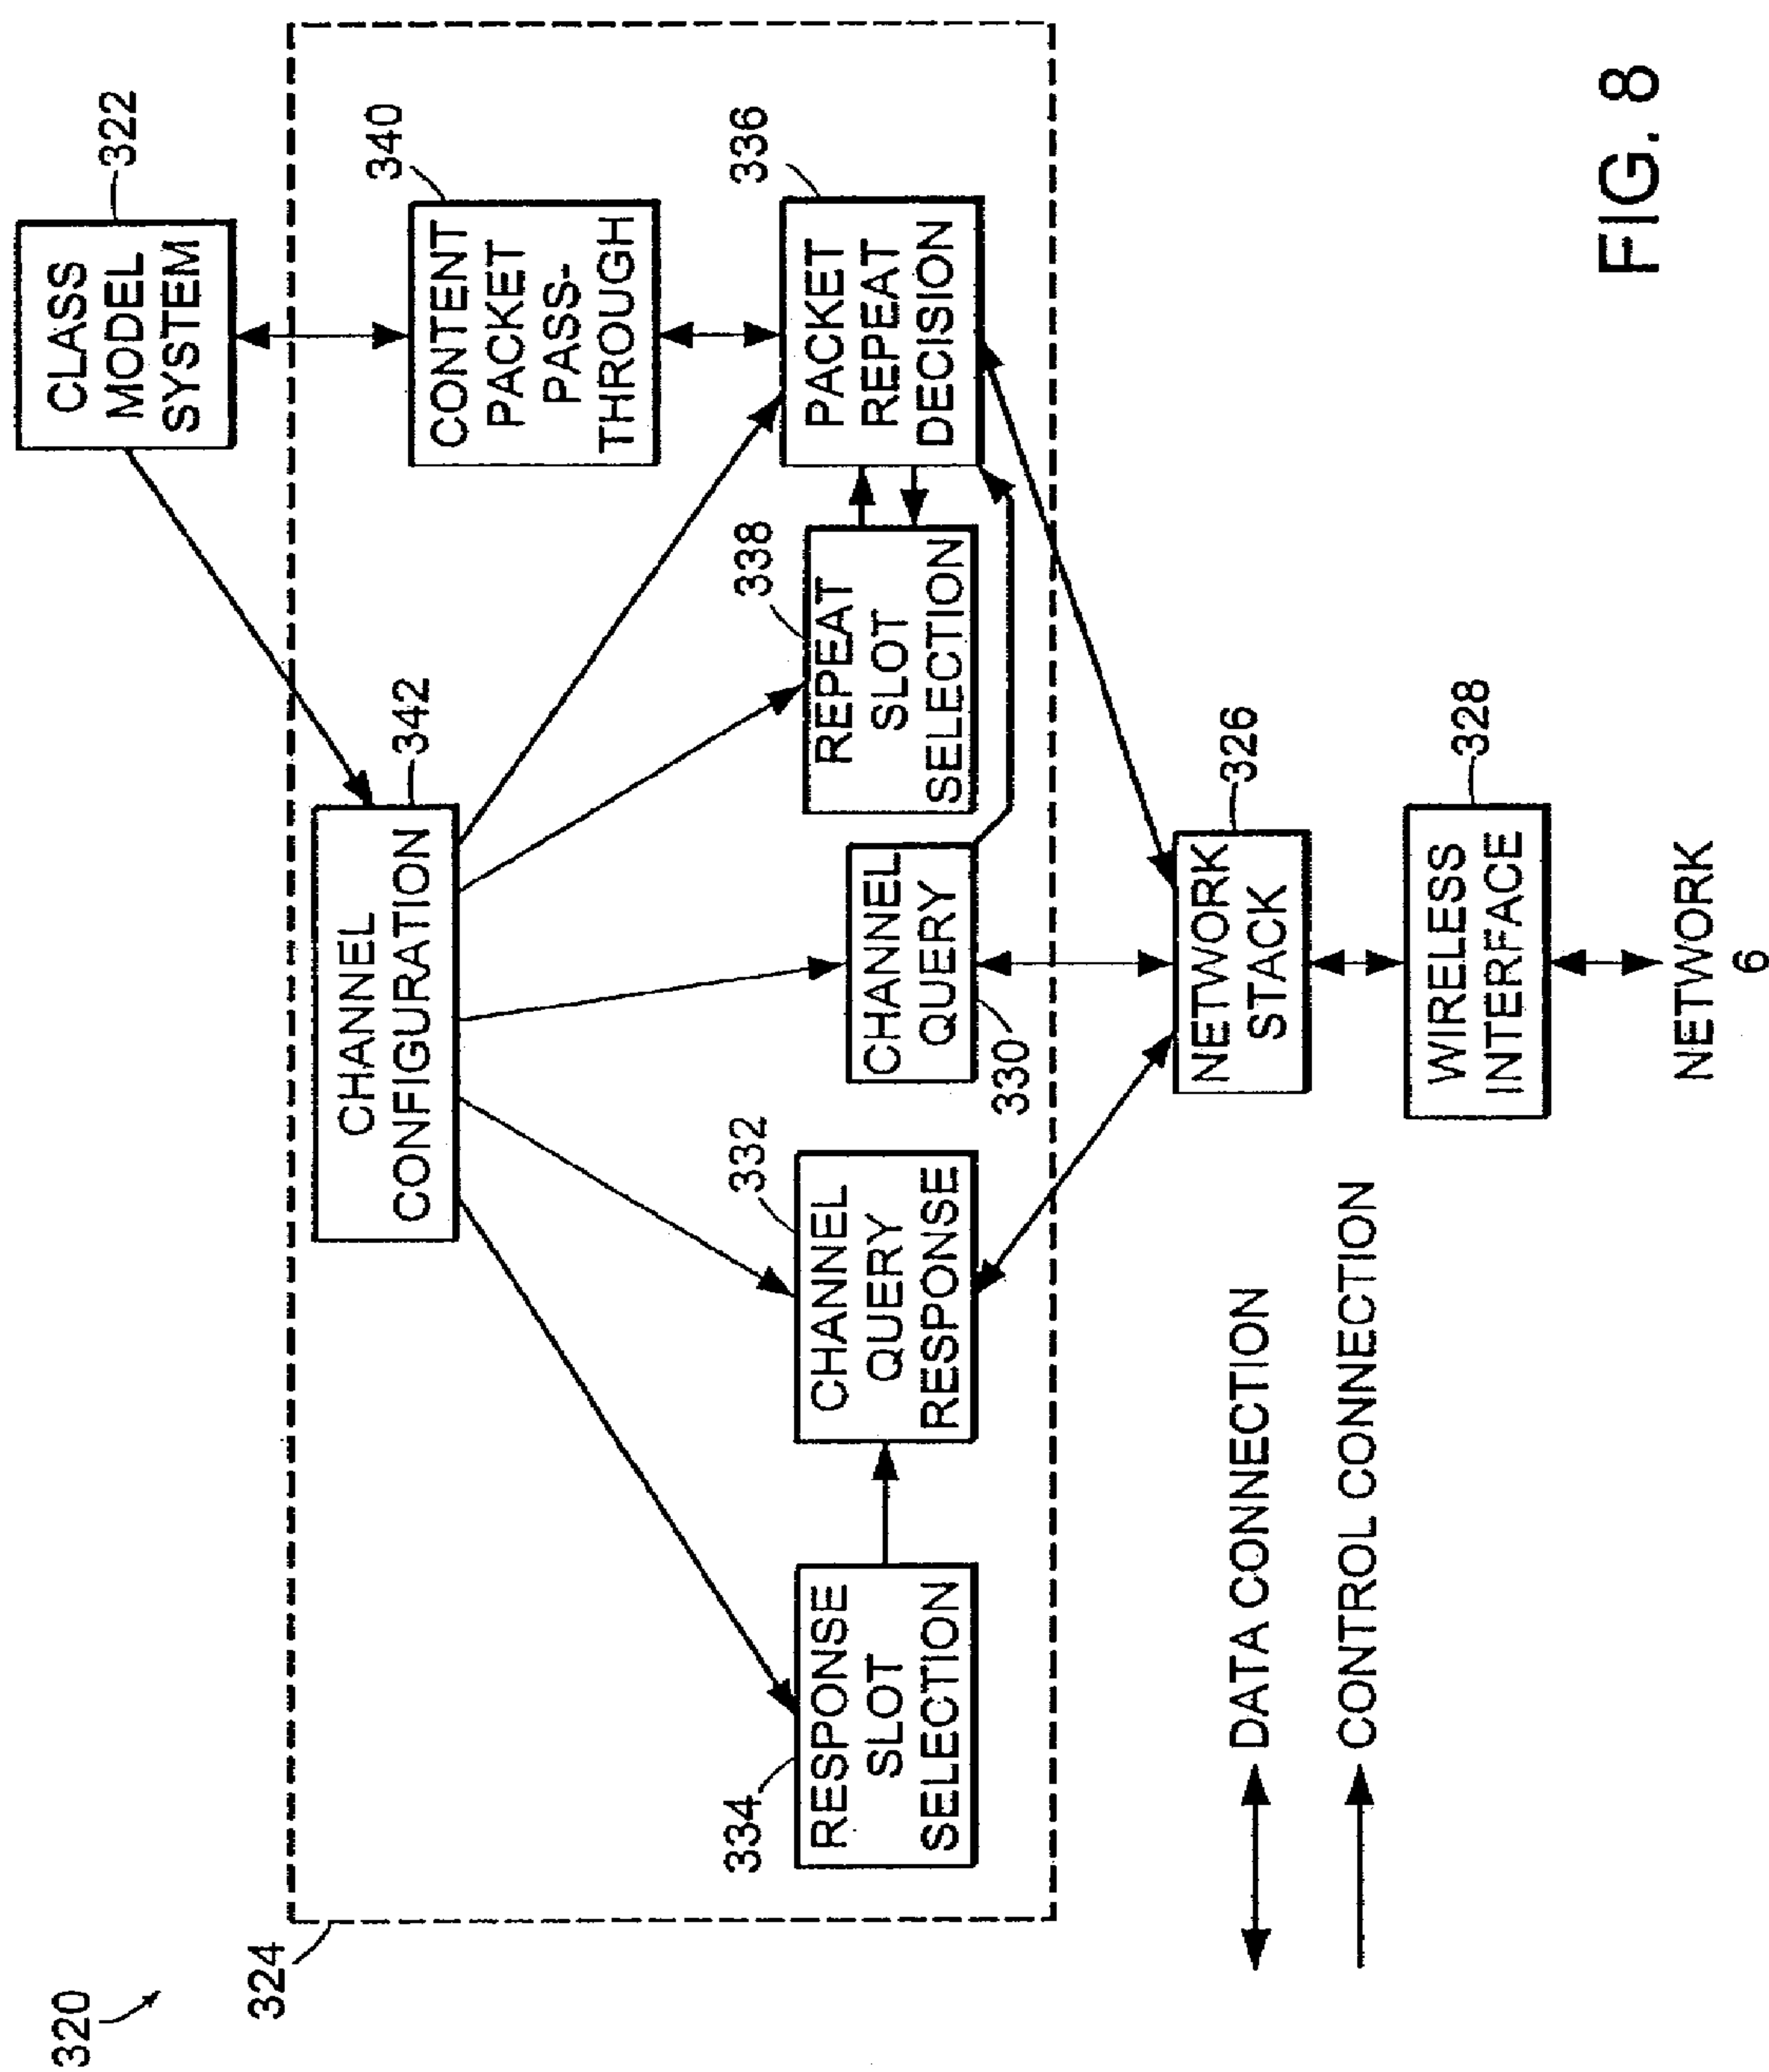 320
324
CLASS
MODEL
SYSTEM
322
CHANNEL
CONFIGURATION
342
CONTENT
PACKET
PASS-
THROUGH
340
RESPONSE
SLOT
SELECTION
334
CHANNEL
QUERY
RESPONSE
332
CHANNEL
QUERY
330
REPEAT
SLOT
SELECTION
338
PACKET
REPEAT
DECISION
336
NETWORK
STACK
326
WIRELESS
INTERFACE
328
NETWORK
6
DATA CONNECTION
CONTROL CONNECTION
FIG. 8